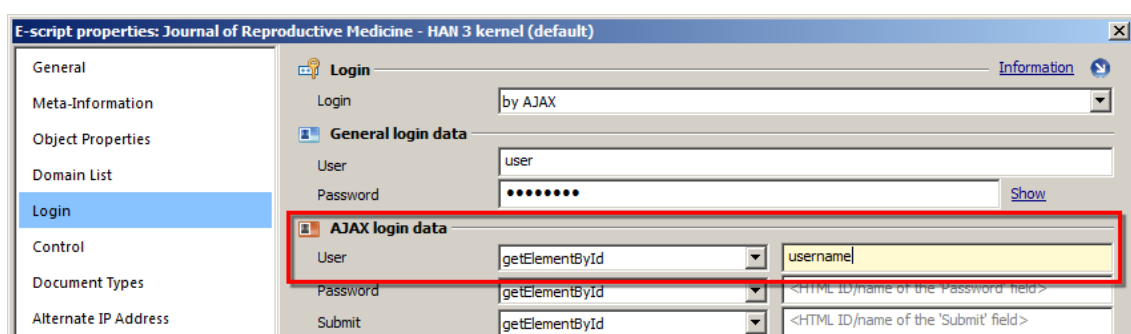 E-script properties: Journal of Reproductive Medicine - HAN 3 kernel (default)
General
Meta-Information
Object Properties
Domain List
Login
Control
Document Types
Alternate IP Address
Login Information
Login by AJAX
General login data
User user
Password •••••••• Show
AJAX login data
User getElementById username
Password getElementById <HTML ID/name of the 'Password' field>
Submit getElementById <HTML ID/name of the 'Submit' field>